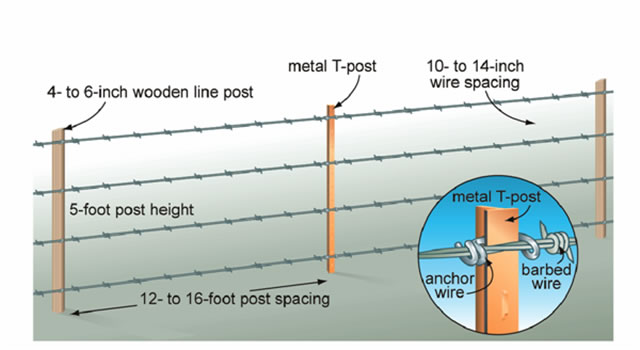 metal T-post
10- to 14-inch
wire spacing
4- to 6-inch wooden line post
5-foot post height
12- to 16-foot post spacing
metal T-post
anchor
wire
barbed
wire